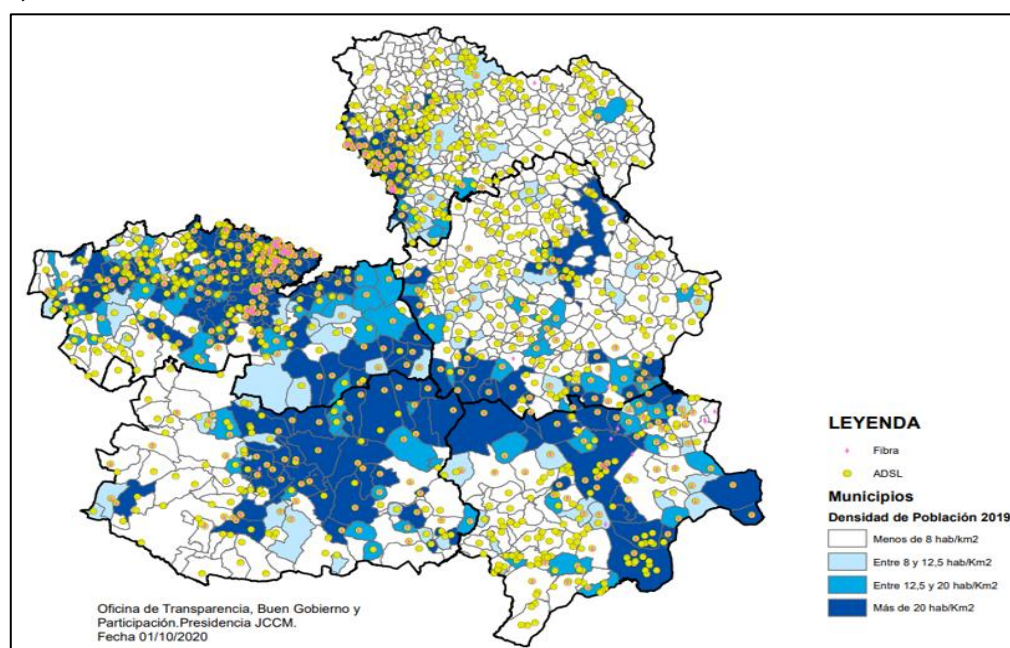 LEYENDA
Fibra
ADSL
Municipios
Densidad de Población 2019
Menos de 8 hab/km2
Entre 8 y 12,5 hab/Km2
Entre 12,5 y 20 hab/Km2
Más de 20 hab/Km2
Oficina de Transparencia, Buen Gobierno y
Participación.Presidencia JCCM.
Fecha 01/10/2020